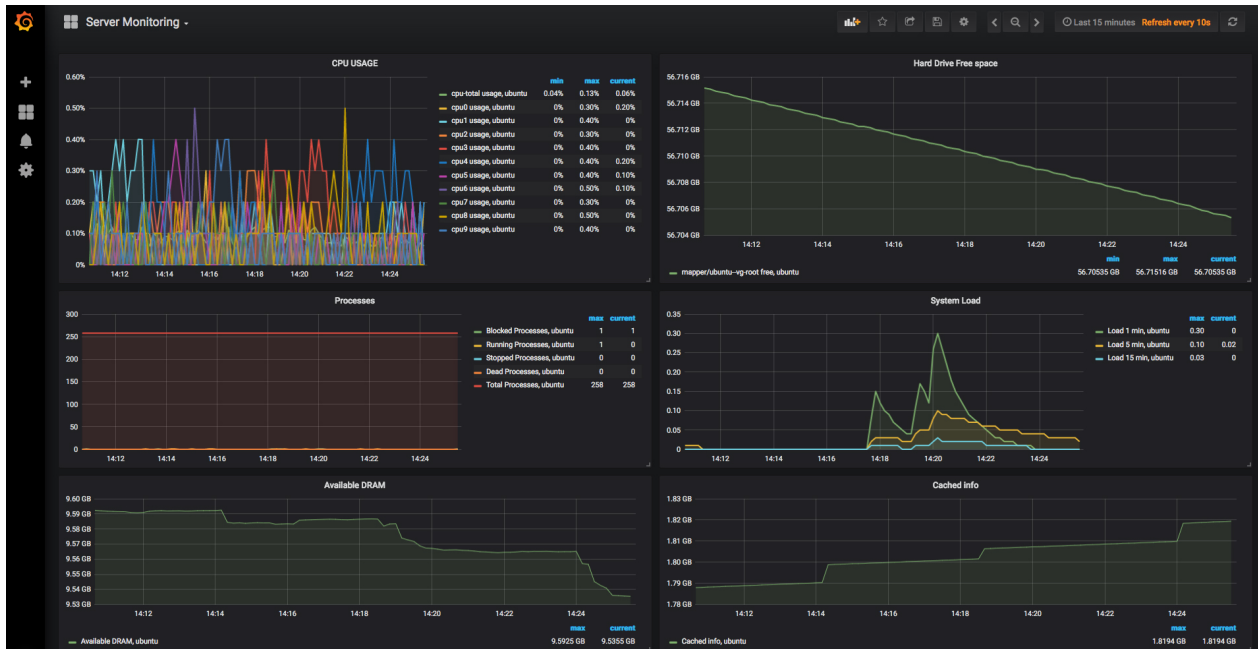 Server Monitoring
Last 15 minutes Refresh every 10s
CPU USAGE
0.60%
0.50%
0.40%
0.30%
0.20%
0.10%
0%
14:12 14:14 14:16 14:18 14:20 14:22 14:24
min max current
cpu-total usage, ubuntu 0.04% 0.13% 0.06%
cpu0 usage, ubuntu 0% 0.30% 0.20%
cpu1 usage, ubuntu 0% 0.40% 0%
cpu2 usage, ubuntu 0% 0.30% 0%
cpu3 usage, ubuntu 0% 0.40% 0%
cpu4 usage, ubuntu 0% 0.40% 0.20%
cpu5 usage, ubuntu 0% 0.40% 0.10%
cpu6 usage, ubuntu 0% 0.50% 0.10%
cpu7 usage, ubuntu 0% 0.30% 0%
cpu8 usage, ubuntu 0% 0.50% 0%
cpu9 usage, ubuntu 0% 0.40% 0%
Hard Drive Free space
56.716 GB
56.714 GB
56.712 GB
56.710 GB
56.708 GB
56.706 GB
56.704 GB
14:12 14:14 14:16 14:18 14:20 14:22 14:24
min max current
mapper/ubuntu--vg-root free, ubuntu 56.70535 GB 56.71516 GB 56.70535 GB
Processes
300
250
200
150
100
50
0
14:12 14:14 14:16 14:18 14:20 14:22 14:24
max current
Blocked Processes, ubuntu 1 1
Running Processes, ubuntu 1 0
Stopped Processes, ubuntu 0 0
Dead Processes, ubuntu 0 0
Total Processes, ubuntu 258 258
System Load
0.35
0.30
0.25
0.20
0.15
0.10
0.05
0
14:12 14:14 14:16 14:18 14:20 14:22 14:24
max current
Load 1 min, ubuntu 0.30 0
Load 5 min, ubuntu 0.10 0.02
Load 15 min, ubuntu 0.03 0
Available DRAM
9.60 GB
9.59 GB
9.58 GB
9.57 GB
9.56 GB
9.55 GB
9.54 GB
9.53 GB
14:12 14:14 14:16 14:18 14:20 14:22 14:24
max current
Available DRAM, ubuntu 9.5925 GB 9.5355 GB
Cached info
1.83 GB
1.82 GB
1.81 GB
1.80 GB
1.79 GB
1.78 GB
14:12 14:14 14:16 14:18 14:20 14:22 14:24
max current
Cached info, ubuntu 1.8194 GB 1.8194 GB